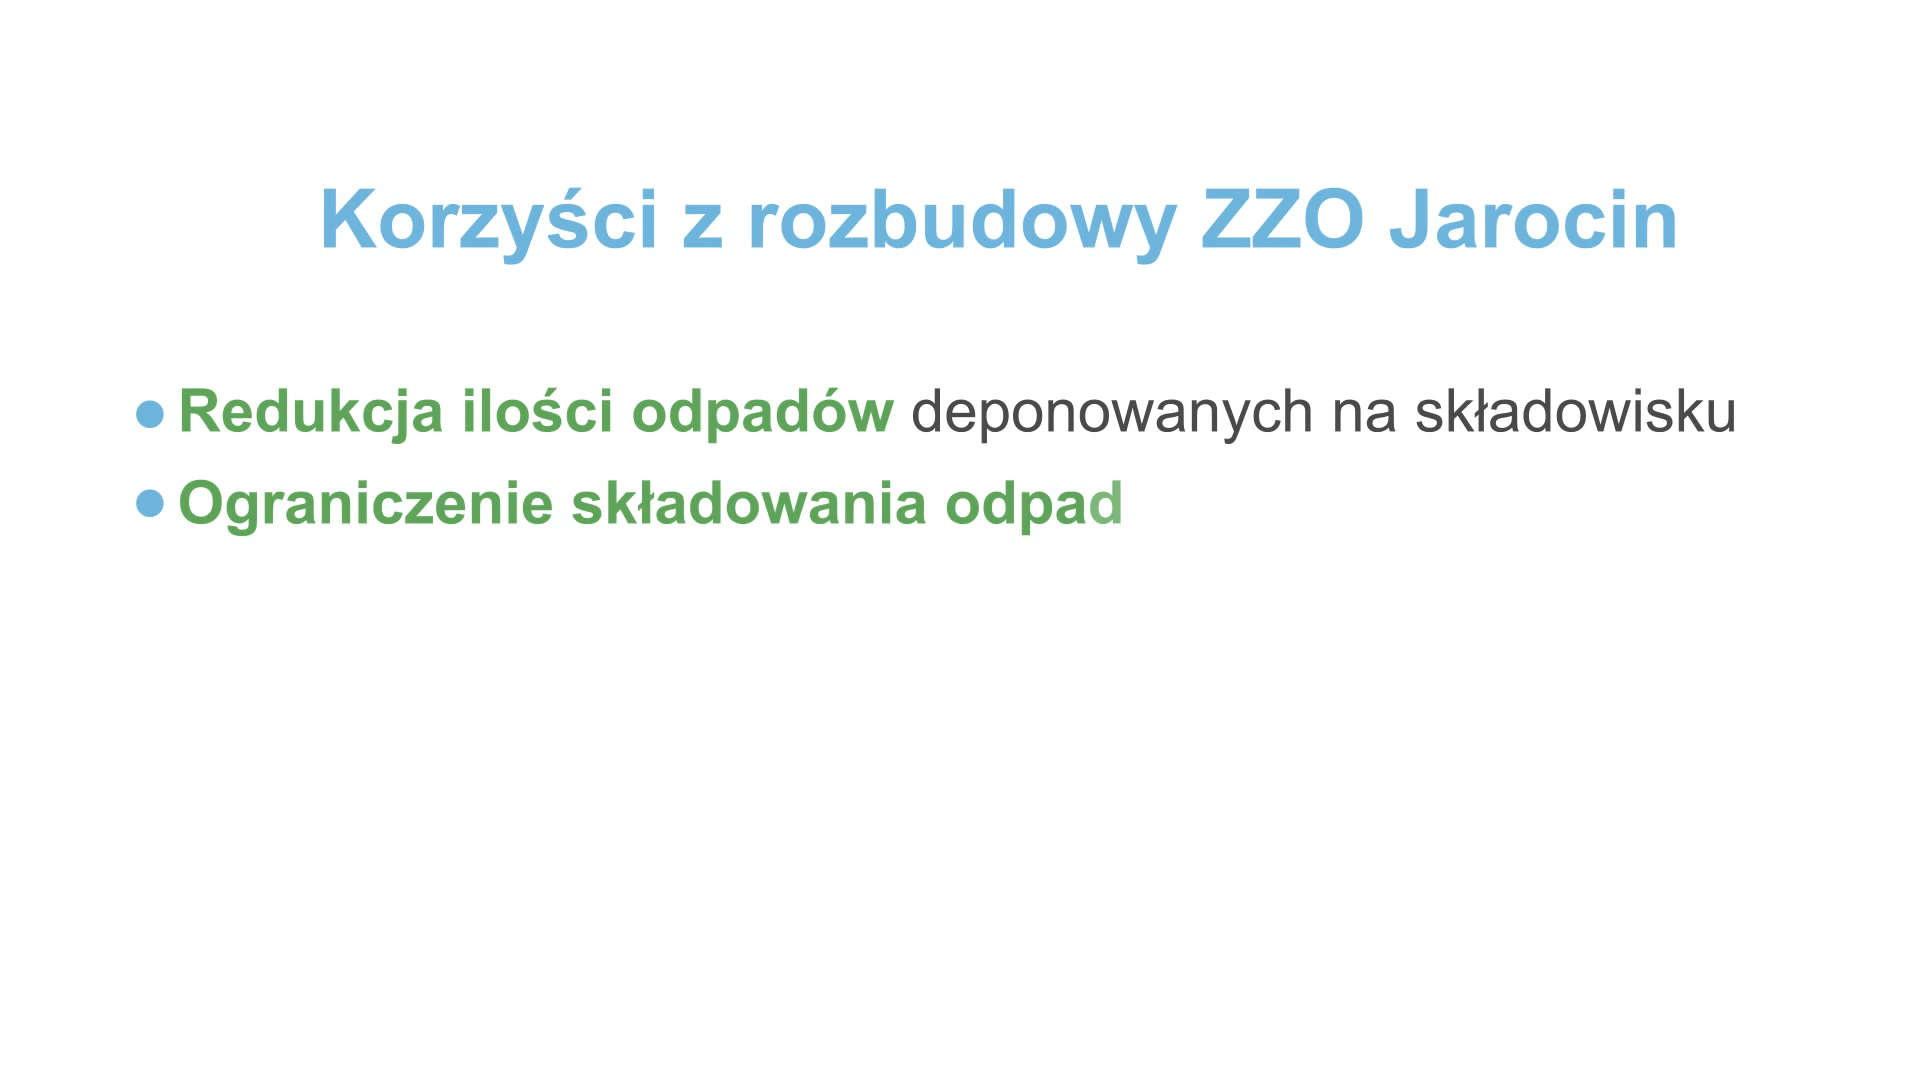 Korzyści z rozbudowy ZZO Jarocin
Redukcja ilości odpadów deponowanych na składowisku
Ograniczenie składowania odpad